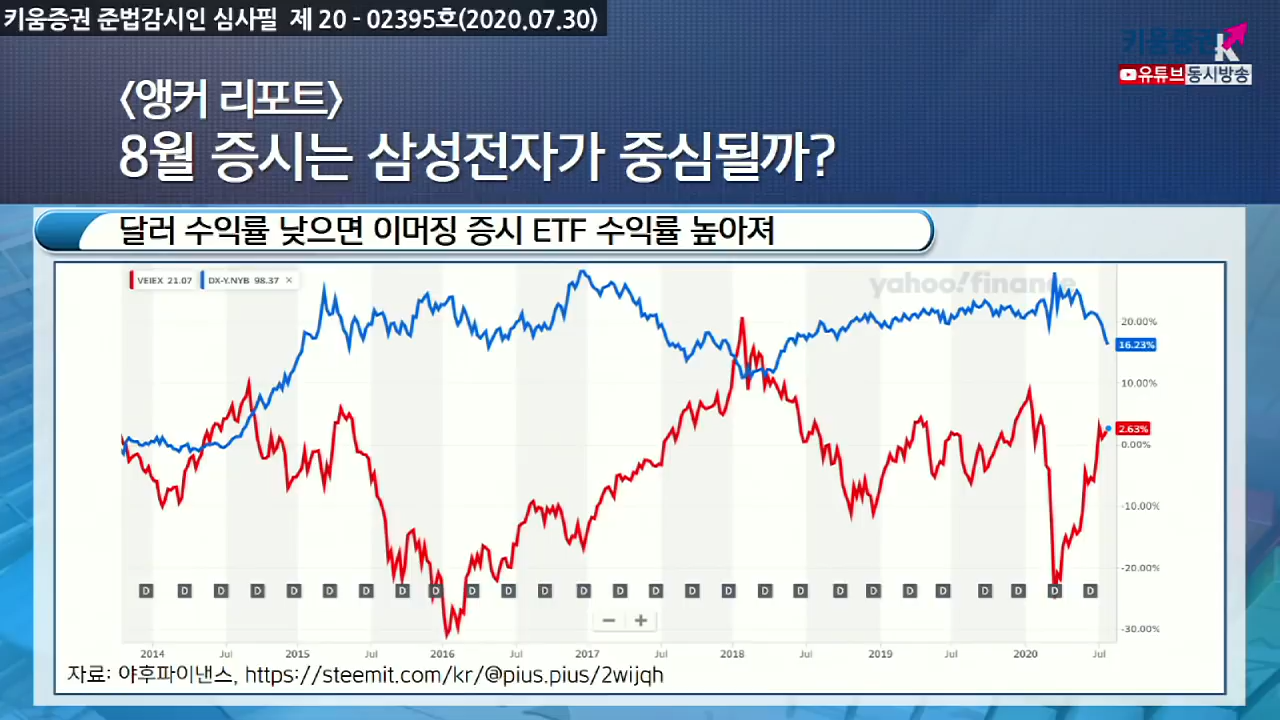 키움증권 준법감시인 심사필 제 20 - 02395호(2020.07.30)
키움증권
유튜브동시방송
<앵커 리포트>
8월 증시는 삼성전자가 중심될까?
달러 수익률 낮으면 이머징 증시 ETF 수익률 높아져
VEIEX 21.07 DX-Y.NYB 98.37 ×
yahoo!finance
20.00%
16.23%
10.00%
2.63%
0.00%
-10.00%
-20.00%
-30.00%
D D D D D D D D D D D D D D D D D D D D D D D D D D D
− +
2014 Jul 2015 Jul 2016 Jul 2017 Jul 2018 Jul 2019 Jul 2020 Jul
자료: 야후파이낸스, https://steemit.com/kr/@pius.pius/2wijqh